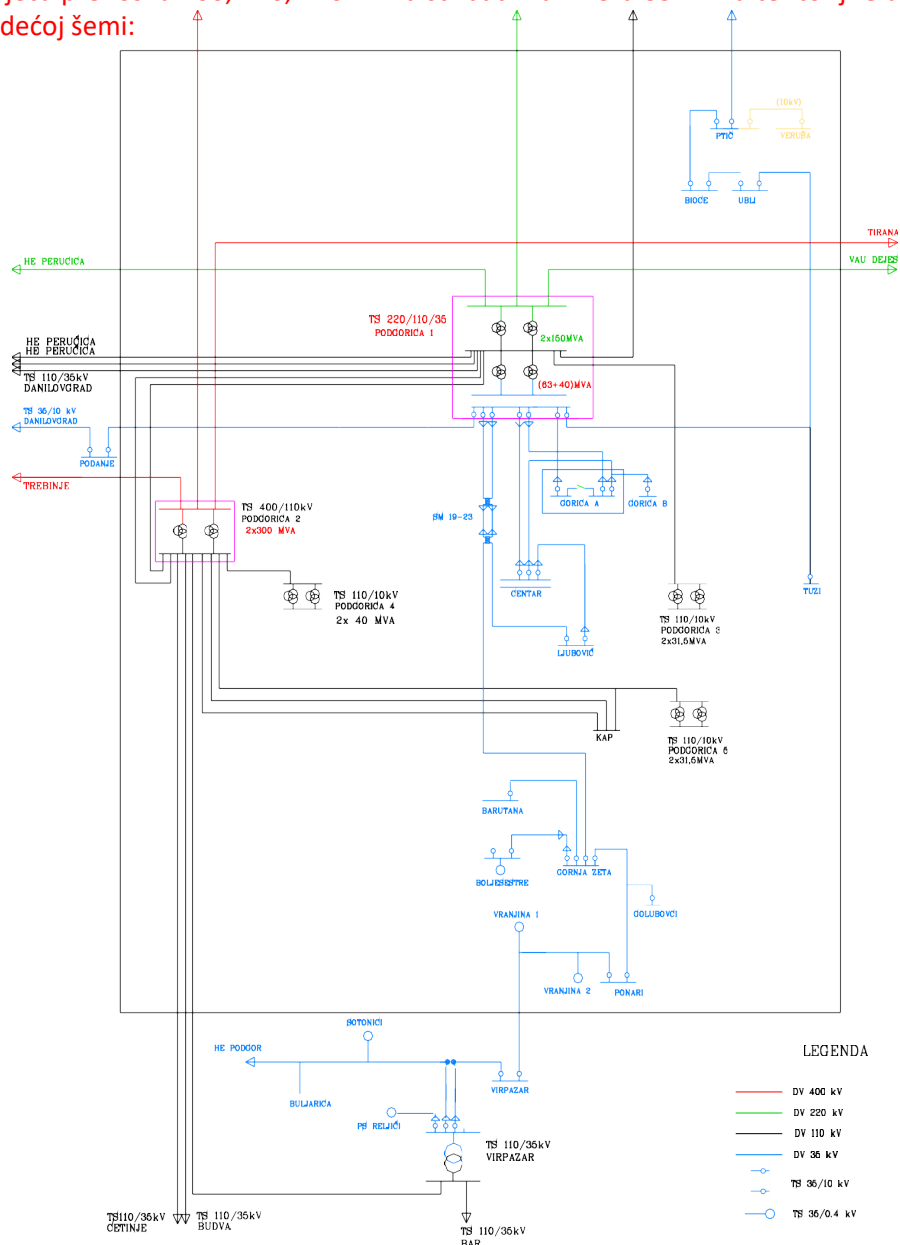 dećoj šemi:
(10kV)
PTIČ
VERUŠA
BIOČE
UBLI
TIRANA
HE PERUĆICA
VAU DEJES
TS 220/110/35
PODGORICA 1
2x150MVA
HE PERUĆICA
HE PERUĆICA
TS 110/35kV
DANILOVGRAD
(63+40)MVA
TS 35/10 kV
DANILOVGRAD
PODANJE
TREBINJE
TS 400/110kV
PODGORICA 2
2x300 MVA
SM 19-23
GORICA A
GORICA B
CENTAR
TUZI
TS 110/10kV
PODGORICA 4
2x 40 MVA
TS 110/10kV
PODGORICA 3
2x31,5MVA
LJUBOVIĆ
KAP
TS 110/10kV
PODGORICA 5
2x31,5MVA
BARUTANA
BOLJESESTRE
GORNJA ZETA
GOLUBOVCI
VRANJINA 1
VRANJINA 2
PONARI
SOTONIĆI
HE PODGOR
LEGENDA
VIRPAZAR
BULJARICA
DV 400 kV
PS RELJIĆI
DV 220 kV
DV 110 kV
TS 110/35kV
VIRPAZAR
DV 35 kV
TS 35/10 kV
TS110/35kV
CETINJE
TS 110/35kV
BUDVA
TS 35/0.4 kV
TS 110/35kV
BAR